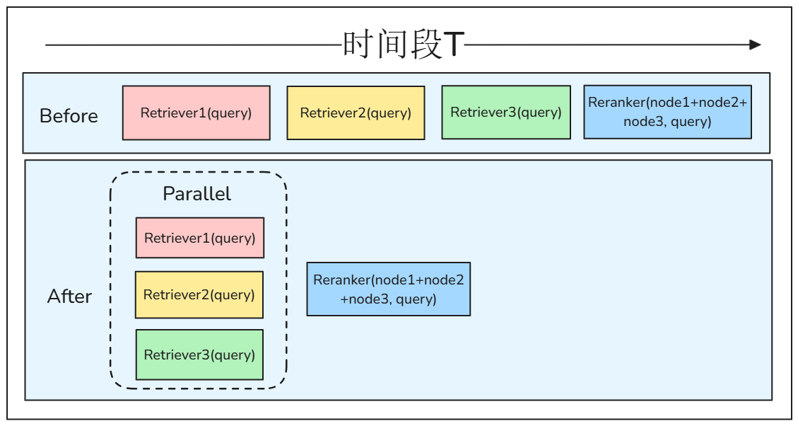 时间段T
Before
Retriever1(query)
Retriever2(query)
Retriever3(query)
Reranker(node1+node2+
node3, query)
Parallel
Retriever1(query)
Retriever2(query)
Retriever3(query)
After
Reranker(node1+node2
+node3, query)